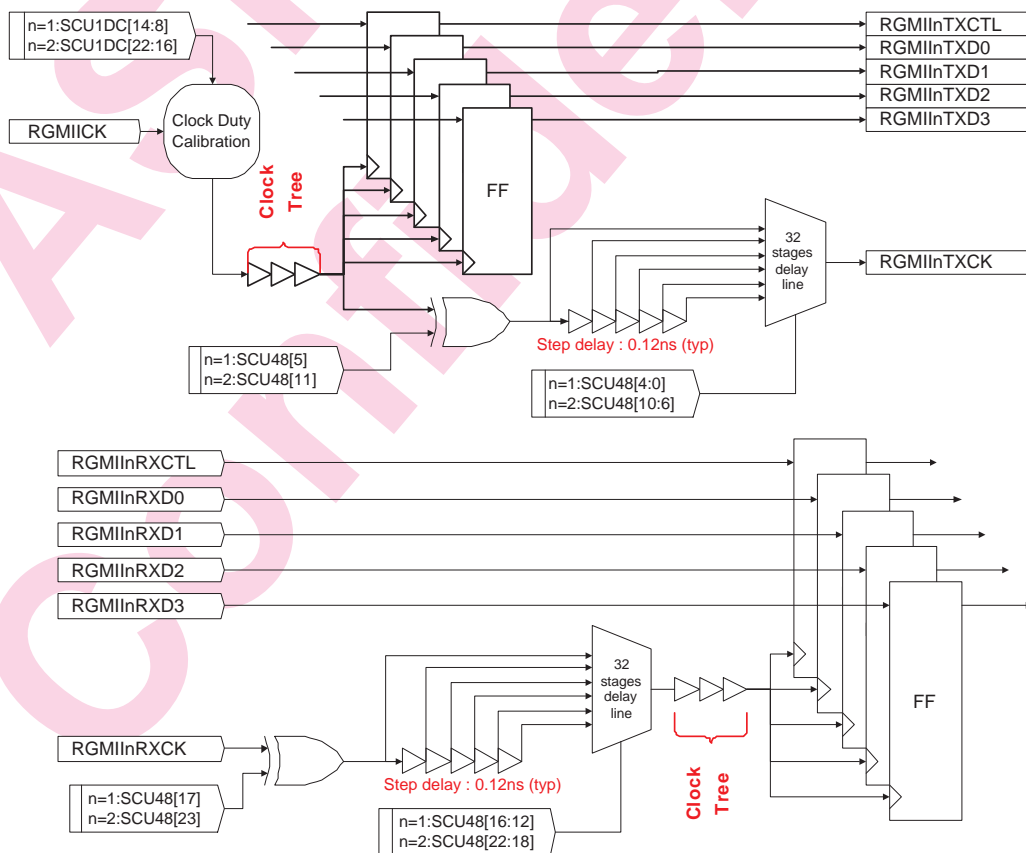 n=1:SCU1DC[14:8]
n=2:SCU1DC[22:16]
RGMIICK
Clock Duty
Calibration
Clock
Tree
FF
RGMIInTXCTL
RGMIInTXD0
RGMIInTXD1
RGMIInTXD2
RGMIInTXD3
32
stages
delay
line
RGMIInTXCK
Step delay : 0.12ns (typ)
n=1:SCU48[5]
n=2:SCU48[11]
n=1:SCU48[4:0]
n=2:SCU48[10:6]
RGMIInRXCTL
RGMIInRXD0
RGMIInRXD1
RGMIInRXD2
RGMIInRXD3
32
stages
delay
line
FF
RGMIInRXCK
Step delay : 0.12ns (typ)
Clock
Tree
n=1:SCU48[17]
n=2:SCU48[23]
n=1:SCU48[16:12]
n=2:SCU48[22:18]